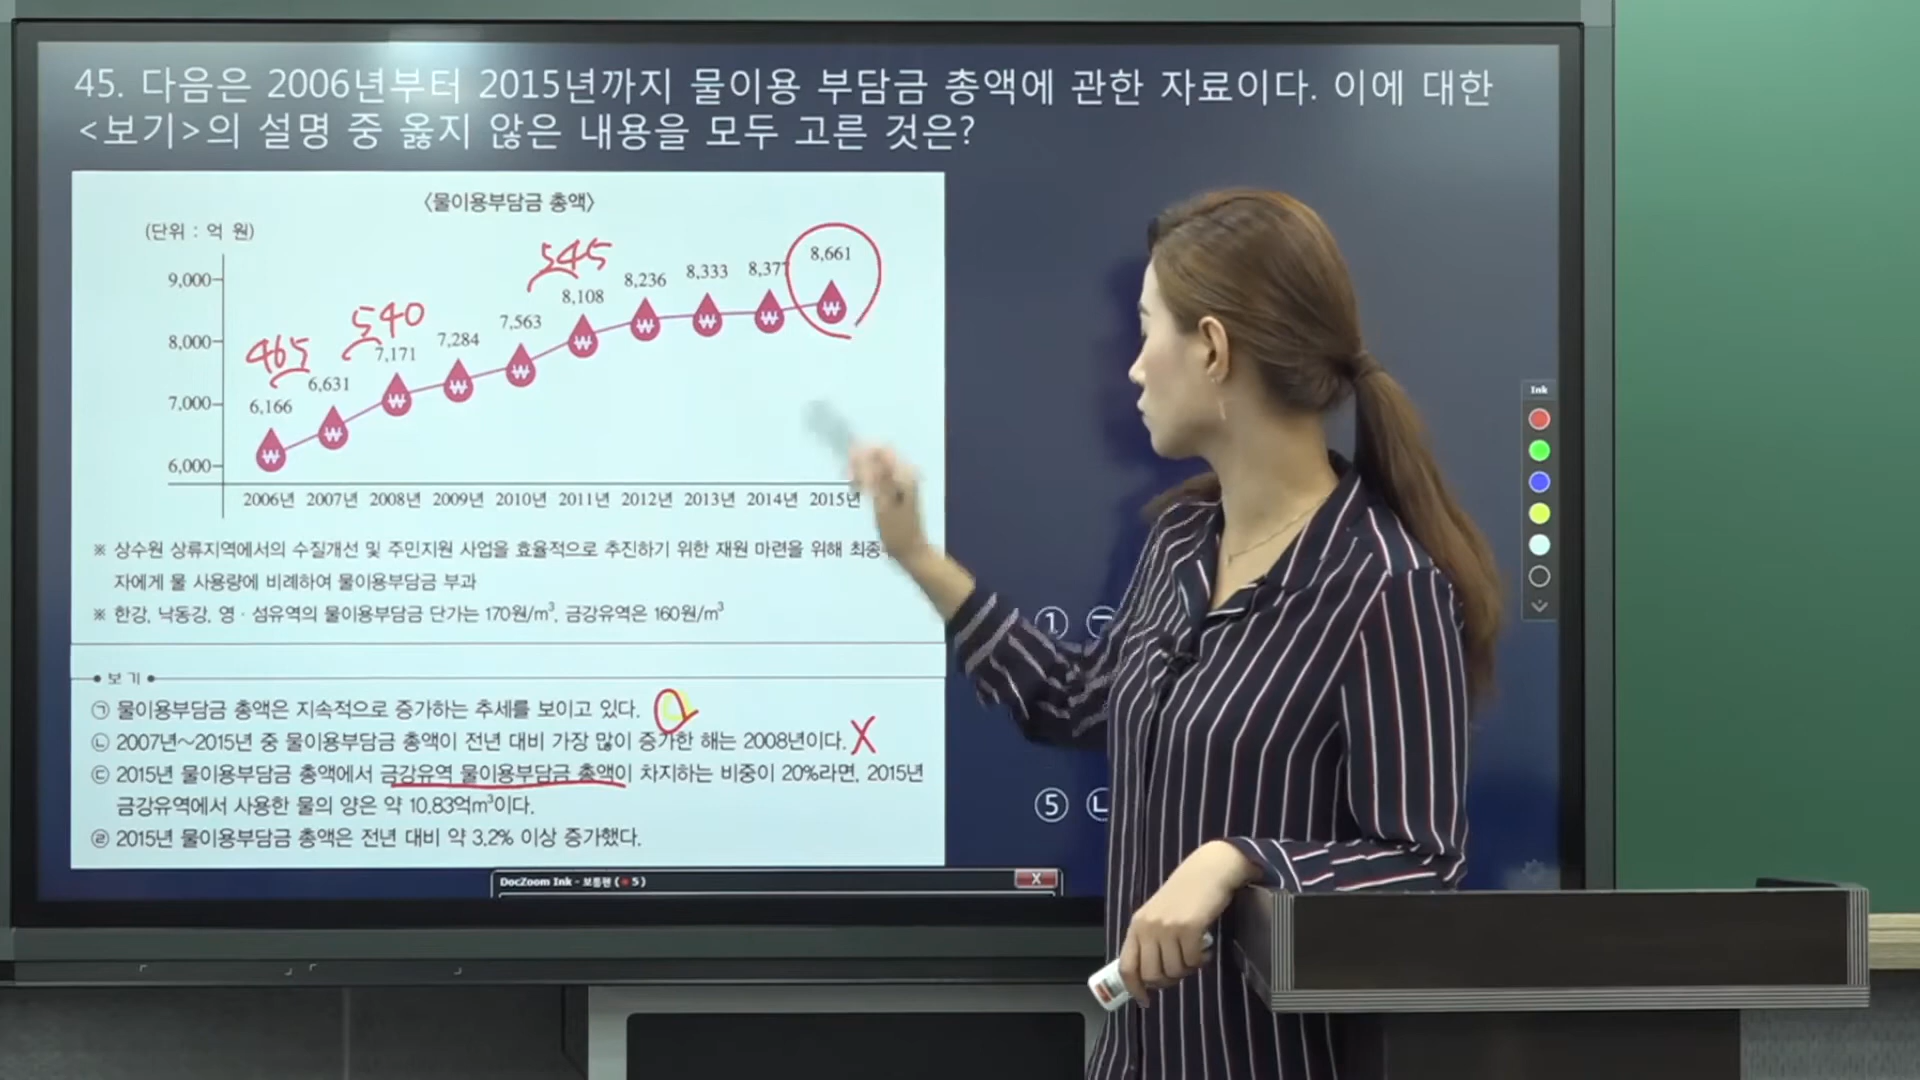 45. 다음은 2006년부터 2015년까지 물이용 부담금 총액에 관한 자료이다. 이에 대한
<보기>의 설명 중 옳지 않은 내용을 모두 고른 것은?
〈물이용부담금 총액〉
(단위 : 억 원)
9,000
8,000
7,000
6,000
465
540
545
6,166
6,631
7,171
7,284
7,563
8,108
8,236
8,333
8,377
8,661
2006년 2007년 2008년 2009년 2010년 2011년 2012년 2013년 2014년 2015년
※ 상수원 상류지역에서의 수질개선 및 주민지원 사업을 효율적으로 추진하기 위한 재원 마련을 위해
자에게 물 사용량에 비례하여 물이용부담금 부과
※ 한강, 낙동강, 영·섬유역의 물이용부담금 단가는 170원/m³, 금강유역은 160원/m³
보기
㉠ 물이용부담금 총액은 지속적으로 증가하는 추세를 보이고 있다.
㉡ 2007년~2015년 중 물이용부담금 총액이 전년 대비 가장 많이 증가한 해는 2008년이다. X
㉢ 2015년 물이용부담금 총액에서 금강유역 물이용부담금 총액이 차지하는 비중이 20%라면, 2015년
금강유역에서 사용한 물의 양은 약 10.83억m³이다.
㉣ 2015년 물이용부담금 총액은 전년 대비 약 3.2% 이상 증가했다.
① ㉠
⑤ ㉡
Ink
DocZoom Ink - 보통펜 ( 5 )
X